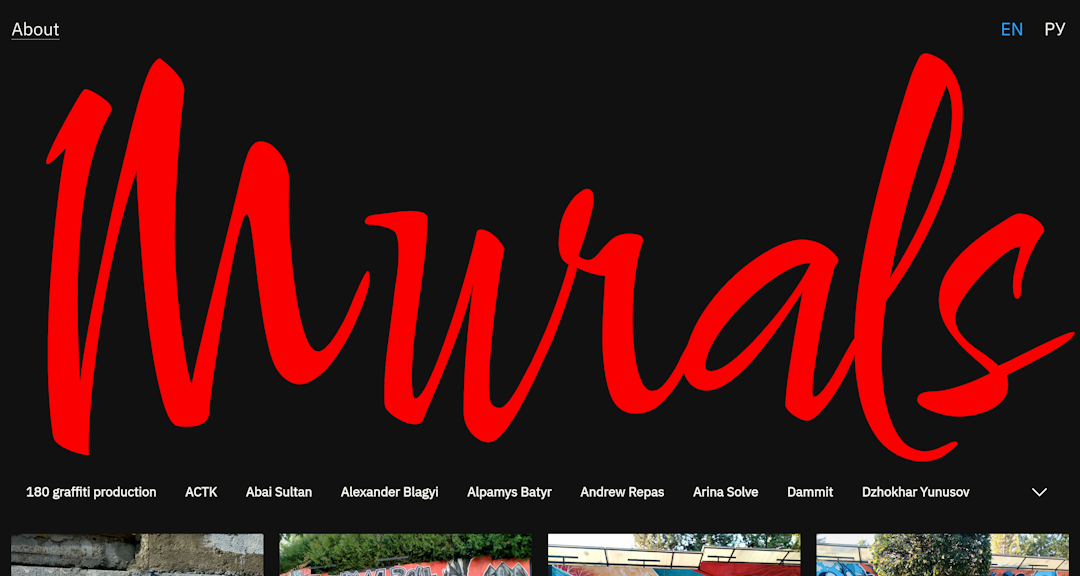 About EN РУ
Murals
180 graffiti production ACTK Abai Sultan Alexander Blagyi Alpamys Batyr Andrew Repas Arina Solve Dammit Dzhokhar Yunusov